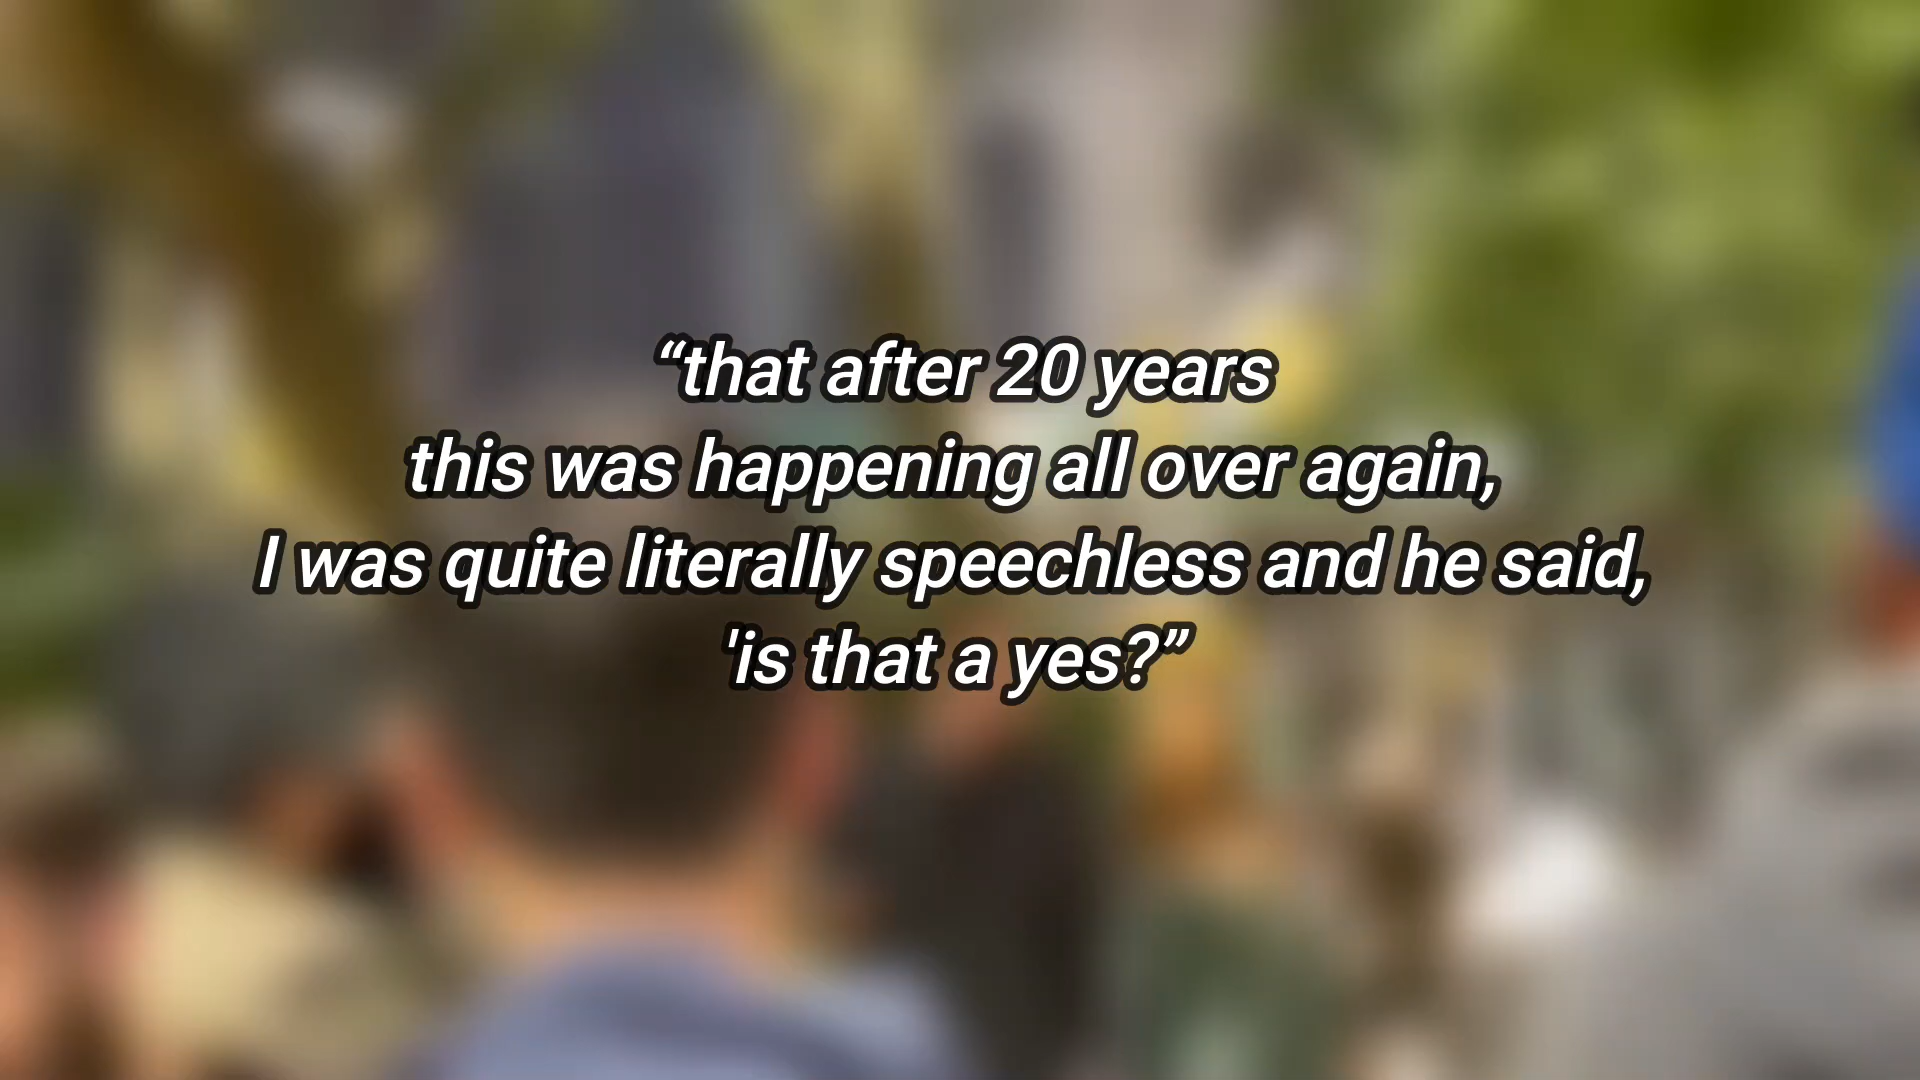 “that after 20 years
this was happening all over again,
I was quite literally speechless and he said,
'is that a yes?”